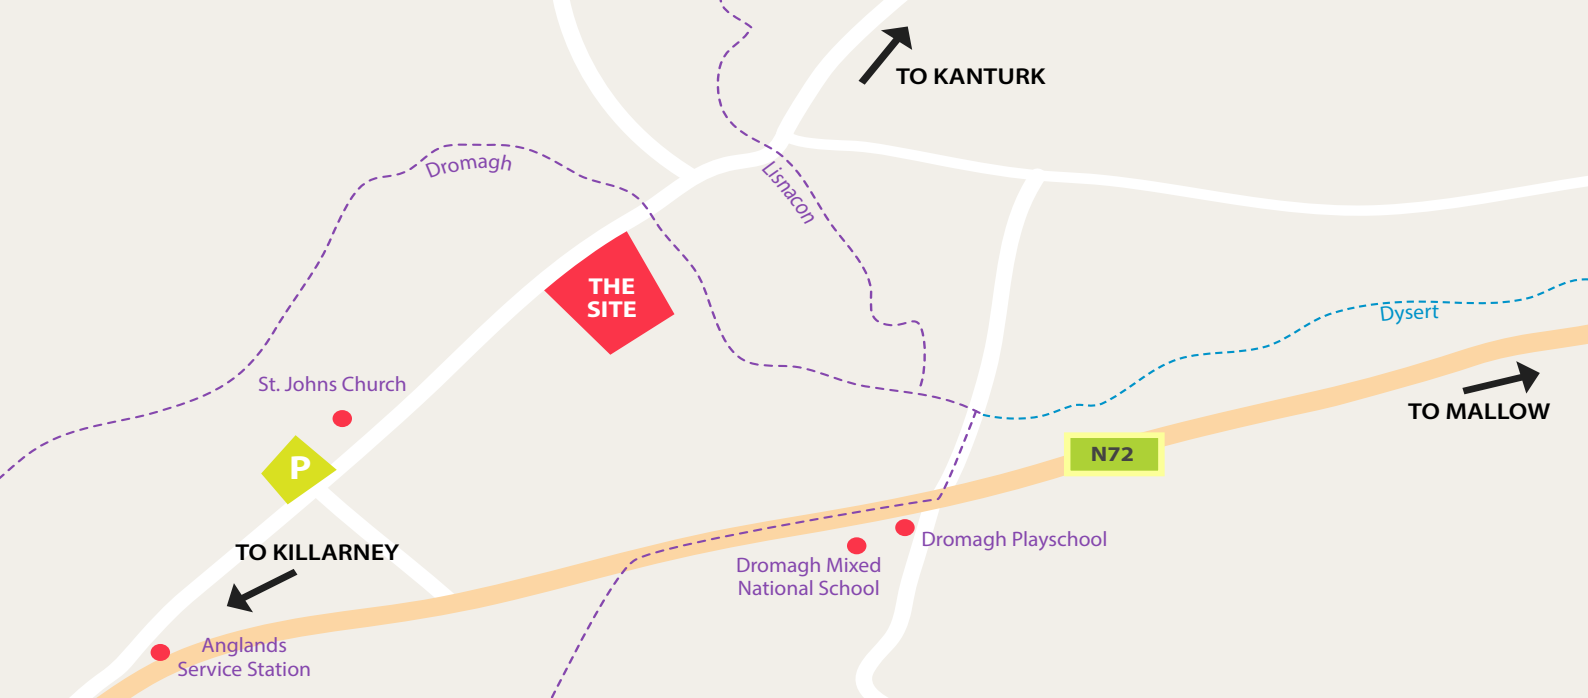 TO KANTURK
Dromagh
Lisnacon
THE
SITE
Dysert
St. Johns Church
TO MALLOW
N72
P
Dromagh Playschool
TO KILLARNEY
Dromagh Mixed
National School
Anglands
Service Station